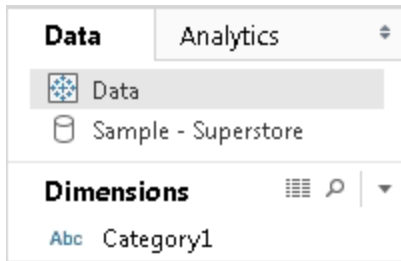 Data Analytics
Data
Sample - Superstore
Dimensions
Abc Category1